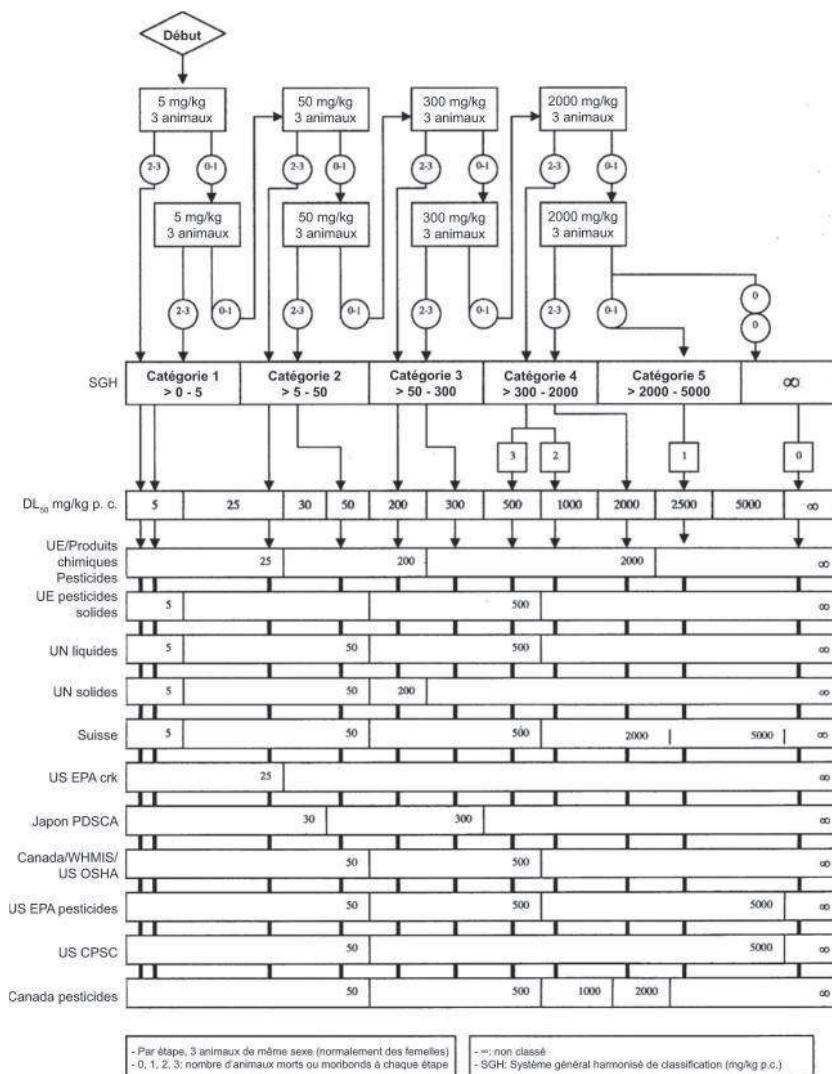 Début
5 mg/kg
3 animaux
50 mg/kg
3 animaux
300 mg/kg
3 animaux
2000 mg/kg
3 animaux
2-3
0-1
2-3
0-1
2-3
0-1
2-3
0-1
5 mg/kg
3 animaux
50 mg/kg
3 animaux
300 mg/kg
3 animaux
2000 mg/kg
3 animaux
2-3
0-1
2-3
0-1
2-3
0-1
2-3
0-1
0
0
SGH
Catégorie 1
> 0 - 5
Catégorie 2
> 5 - 50
Catégorie 3
> 50 - 300
Catégorie 4
> 300 - 2000
Catégorie 5
> 2000 - 5000
∞
3
2
1
0
DL50 mg/kg p. c.
5
25
30
50
200
300
500
1000
2000
2500
5000
∞
UE/Produits
chimiques
Pesticides
25
200
2000
∞
UE pesticides
solides
5
500
∞
UN liquides
5
50
500
∞
UN solides
5
50
200
∞
Suisse
5
50
500
2000
5000
∞
US EPA crk
25
∞
Japon PDSCA
30
300
∞
Canada/WHMIS/
US OSHA
50
500
∞
US EPA pesticides
50
500
5000
∞
US CPSC
50
5000
∞
Canada pesticides
50
500
1000
2000
∞
- Par étape, 3 animaux de même sexe (normalement des femelles)
- 0, 1, 2, 3: nombre d'animaux morts ou moribonds à chaque étape
- ∞: non classé
- SGH: Système général harmonisé de classification (mg/kg p.c.)